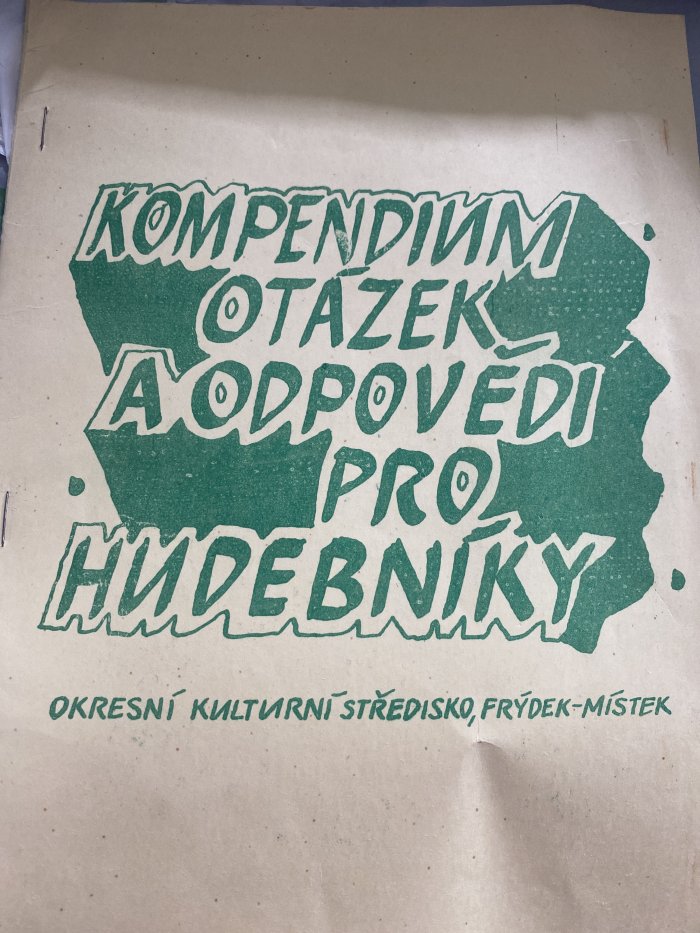 KOMPENDIUM
OTÁZEK
A ODPOVĚDÍ
PRO
HUDEBNÍKY
OKRESNÍ KULTURNÍ STŘEDISKO, FRÝDEK-MÍSTEK